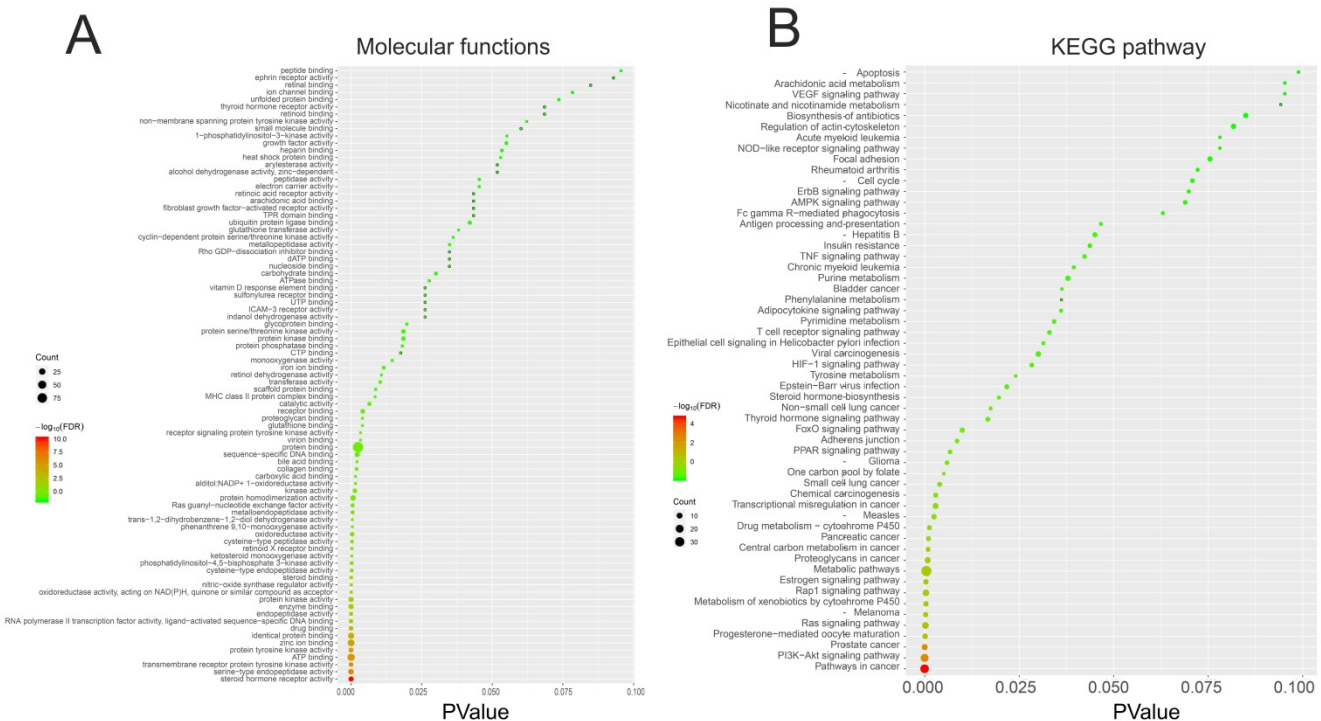 A
Molecular functions
peptide binding
ephrin receptor activity
retinal binding
ion channel binding
unfolded protein binding
thyroid hormone receptor activity
retinoid binding
non−membrane spanning protein tyrosine kinase activity
small molecule binding
1−phosphatidylinositol−3−kinase activity
growth factor activity
heparin binding
heat shock protein binding
arylesterase activity
alcohol dehydrogenase activity, zinc−dependent
peptidase activity
electron carrier activity
retinoic acid receptor activity
arachidonic acid binding
fibroblast growth factor−activated receptor activity
TPR domain binding
ubiquitin protein ligase binding
glutathione transferase activity
cyclin−dependent protein serine/threonine kinase activity
metallopeptidase activity
Rho GDP−dissociation inhibitor binding
dATP binding
nucleoside binding
carbohydrate binding
ATPase binding
vitamin D response element binding
sulfonylurea receptor binding
UTP binding
ICAM−3 receptor activity
indanol dehydrogenase activity
glycoprotein binding
protein serine/threonine kinase activity
protein kinase binding
protein phosphatase binding
CTP binding
monooxygenase activity
iron ion binding
retinol dehydrogenase activity
transferase activity
scaffold protein binding
MHC class II protein complex binding
catalytic activity
receptor binding
proteoglycan binding
glutathione binding
receptor signaling protein tyrosine kinase activity
virion binding
protein binding
sequence−specific DNA binding
bile acid binding
collagen binding
carboxylic acid binding
alditol:NADP+ 1−oxidoreductase activity
kinase activity
protein homodimerization activity
Ras guanyl−nucleotide exchange factor activity
metalloendopeptidase activity
trans−1,2−dihydrobenzene−1,2−diol dehydrogenase activity
phenanthrene 9,10−monooxygenase activity
oxidoreductase activity
cysteine−type peptidase activity
retinoid X receptor binding
ketosteroid monooxygenase activity
phosphatidylinositol−4,5−bisphosphate 3−kinase activity
cysteine−type endopeptidase activity
steroid binding
nitric−oxide synthase regulator activity
oxidoreductase activity, acting on NAD(P)H, quinone or similar compound as acceptor
protein kinase activity
enzyme binding
endopeptidase activity
RNA polymerase II transcription factor activity, ligand−activated sequence−specific DNA binding
drug binding
identical protein binding
zinc ion binding
protein tyrosine kinase activity
ATP binding
transmembrane receptor protein tyrosine kinase activity
serine−type endopeptidase activity
steroid hormone receptor activity
0.000 0.025 0.050 0.075 0.100
PValue
Count
25
50
75
−log10(FDR)
10.0
7.5
5.0
2.5
0.0
B
KEGG pathway
- Apoptosis
Arachidonic acid metabolism
VEGF signaling pathway
Nicotinate and nicotinamide metabolism
Biosynthesis of antibiotics
Regulation of actin cytoskeleton
Acute myeloid leukemia
NOD−like receptor signaling pathway
Focal adhesion
Rheumatoid arthritis
- Cell cycle
ErbB signaling pathway
AMPK signaling pathway
Fc gamma R−mediated phagocytosis
Antigen processing and presentation
- Hepatitis B
Insulin resistance
TNF signaling pathway
Chronic myeloid leukemia
Purine metabolism
Bladder cancer
Phenylalanine metabolism
Adipocytokine signaling pathway
Pyrimidine metabolism
T cell receptor signaling pathway
Epithelial cell signaling in Helicobacter pylori infection
Viral carcinogenesis
HIF−1 signaling pathway
Tyrosine metabolism
Epstein−Barr virus infection
Steroid hormone biosynthesis
Non−small cell lung cancer
Thyroid hormone signaling pathway
FoxO signaling pathway
Adherens junction
PPAR signaling pathway
- Glioma
One carbon pool by folate
Small cell lung cancer
Chemical carcinogenesis
Transcriptional misregulation in cancer
- Measles
Drug metabolism − cytoshrome P450
Pancreatic cancer
Central carbon metabolism in cancer
Proteoglycans in cancer
Metabolic pathways
Estrogen signaling pathway
Rap1 signaling pathway
Metabolism of xenobiotics by cytoshrome P450
- Melanoma
Ras signaling pathway
Progesterone−mediated oocyte maturation
Prostate cancer
PI3K−Akt signaling pathway
Pathways in cancer
0.000 0.025 0.050 0.075 0.100
PValue
−log10(FDR)
4
2
0
Count
10
20
30